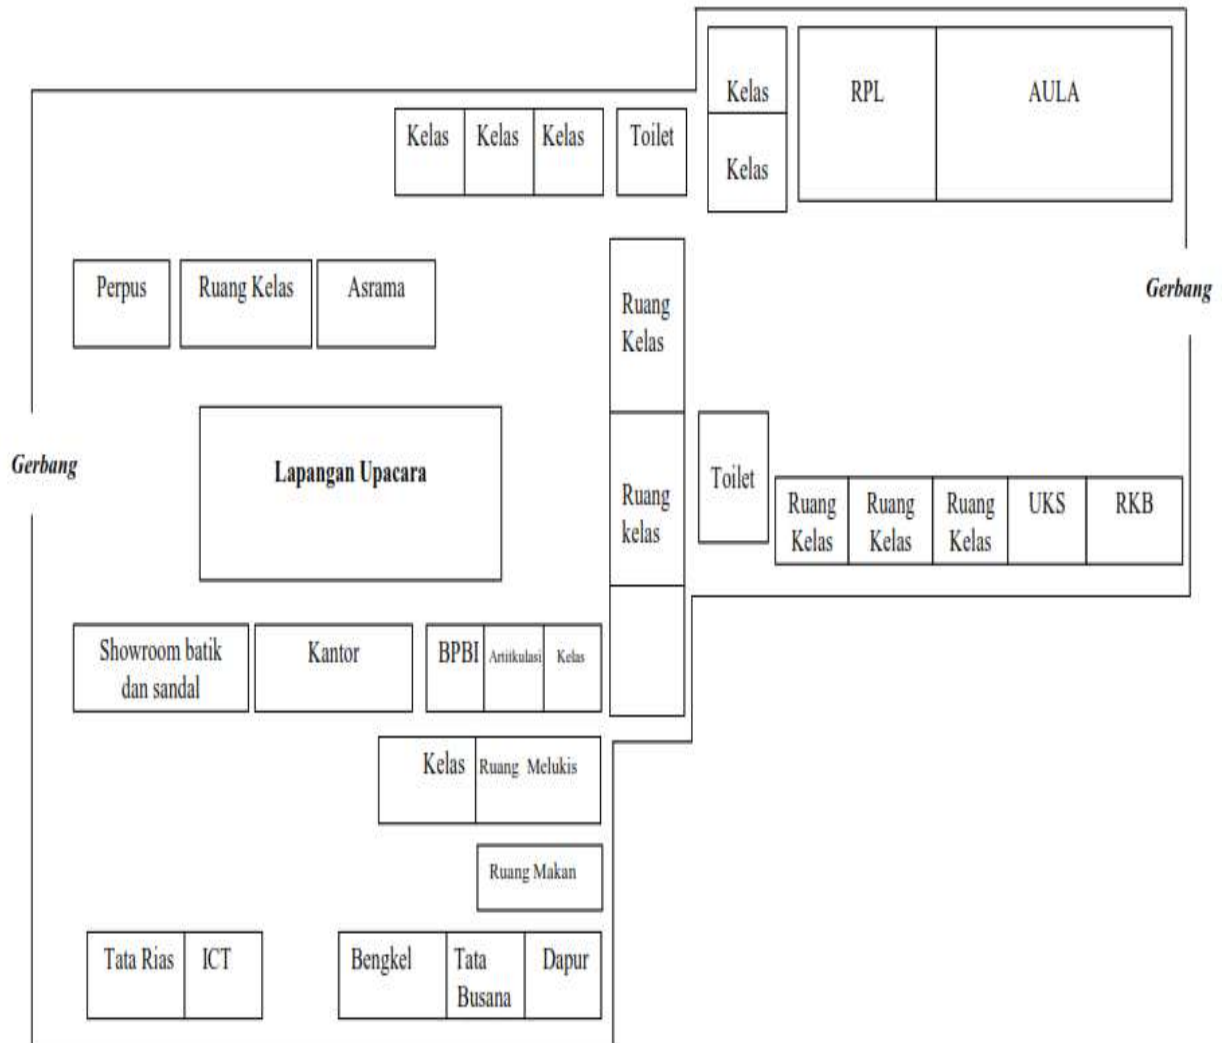 Kelas
RPL
AULA
Kelas
Kelas
Kelas
Kelas
Toilet
Kelas
Perpus
Ruang Kelas
Asrama
Ruang
Kelas
Gerbang
Gerbang
Lapangan Upacara
Ruang
kelas
Toilet
Ruang
Kelas
Ruang
Kelas
Ruang
Kelas
UKS
RKB
Showroom batik
dan sandal
Kantor
BPBI
Artitkulasi
Kelas
Kelas
Ruang Melukis
Ruang Makan
Tata Rias
ICT
Bengkel
Tata
Busana
Dapur